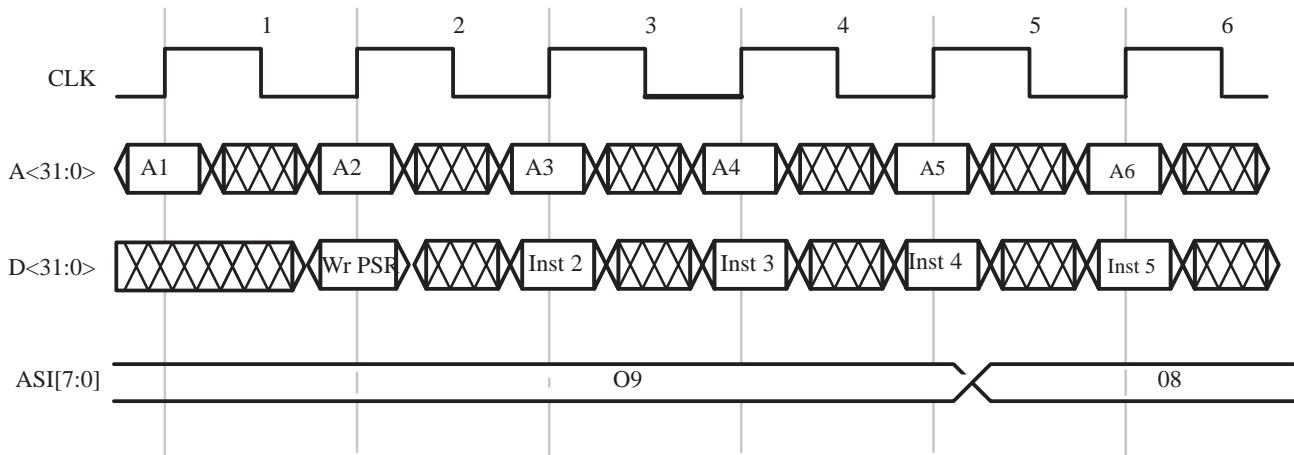 1 2 3 4 5 6
CLK
A<31:0> A1 A2 A3 A4 A5 A6
D<31:0> Wr PSR Inst 2 Inst 3 Inst 4 Inst 5
ASI[7:0] O9 08